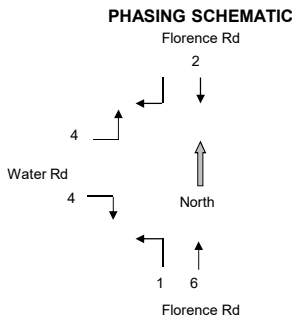 PHASING SCHEMATIC
Florence Rd
2
4
Water Rd
4
North
1 6
Florence Rd